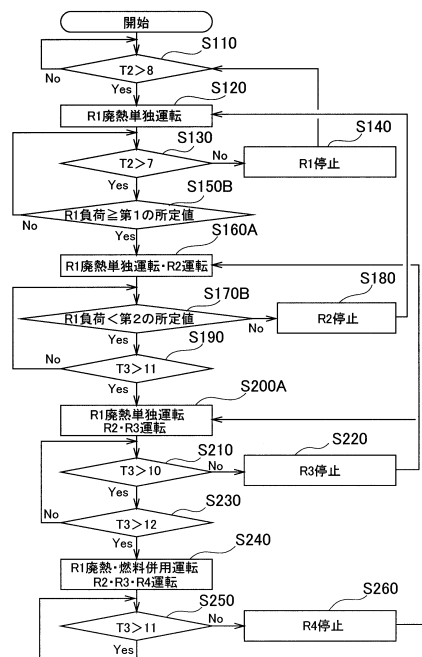 開始
S110
T2>8
No
Yes
S120
R1廃熱単独運転
S130
T2>7
No
Yes
S140
R1停止
S150B
R1負荷≧第1の所定値
No
Yes
S160A
R1廃熱単独運転・R2運転
S170B
R1負荷<第2の所定値
No
Yes
S180
R2停止
S190
No
T3>11
Yes
S200A
R1廃熱単独運転
R2・R3運転
S210
T3>10
No
Yes
S220
R3停止
S230
No
T3>12
Yes
S240
R1廃熱・燃料併用運転
R2・R3・R4運転
S250
T3>11
No
Yes
S260
R4停止